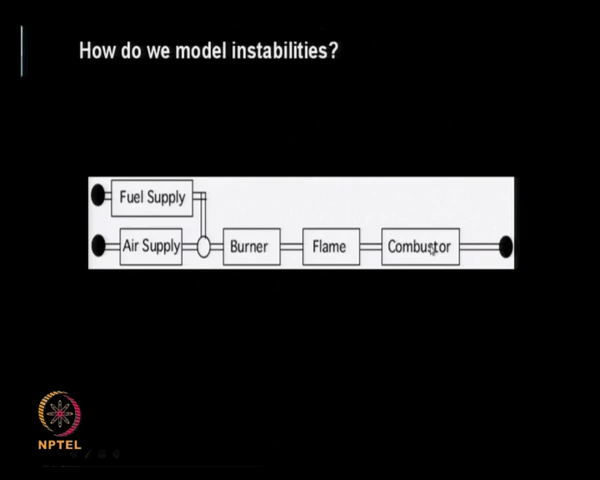 How do we model instabilities?
Fuel Supply
Air Supply
Burner
Flame
Combustor
NPTEL